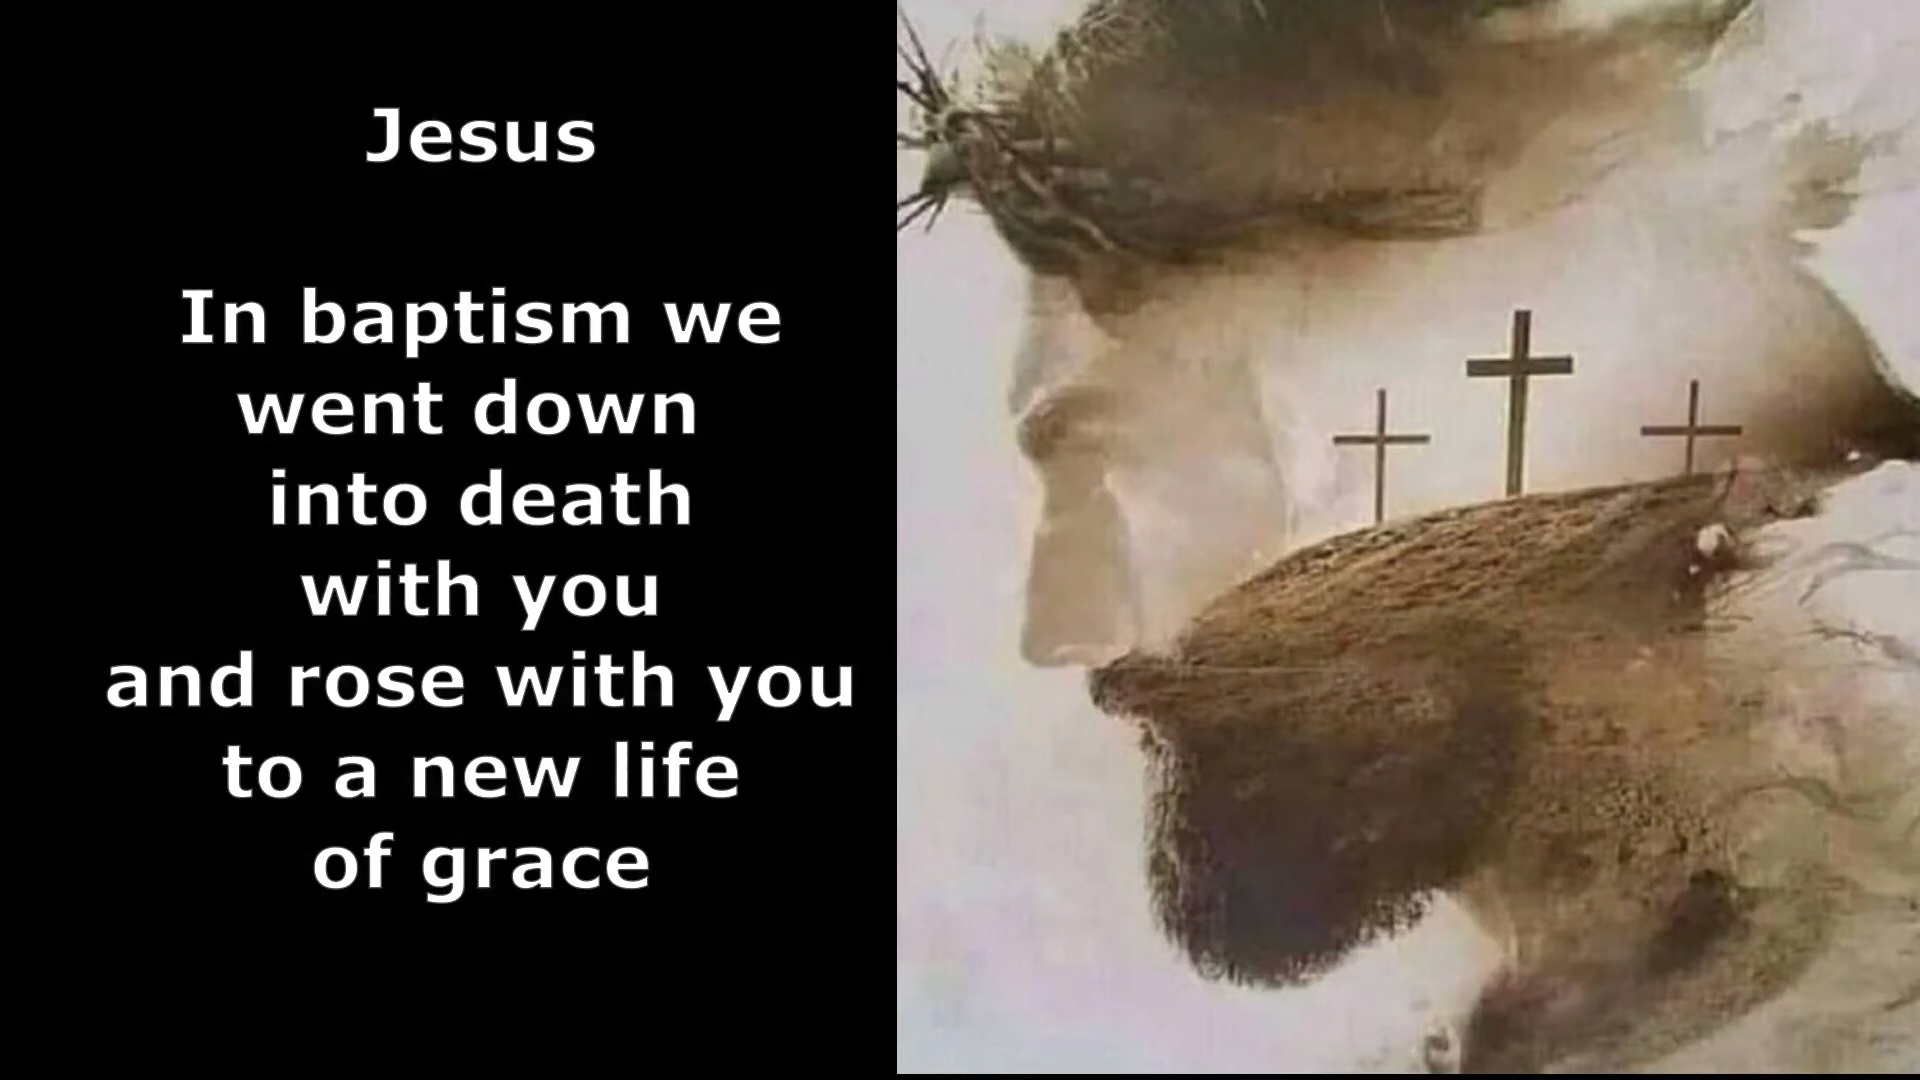 Jesus
In baptism we
went down
into death
with you
and rose with you
to a new life
of grace